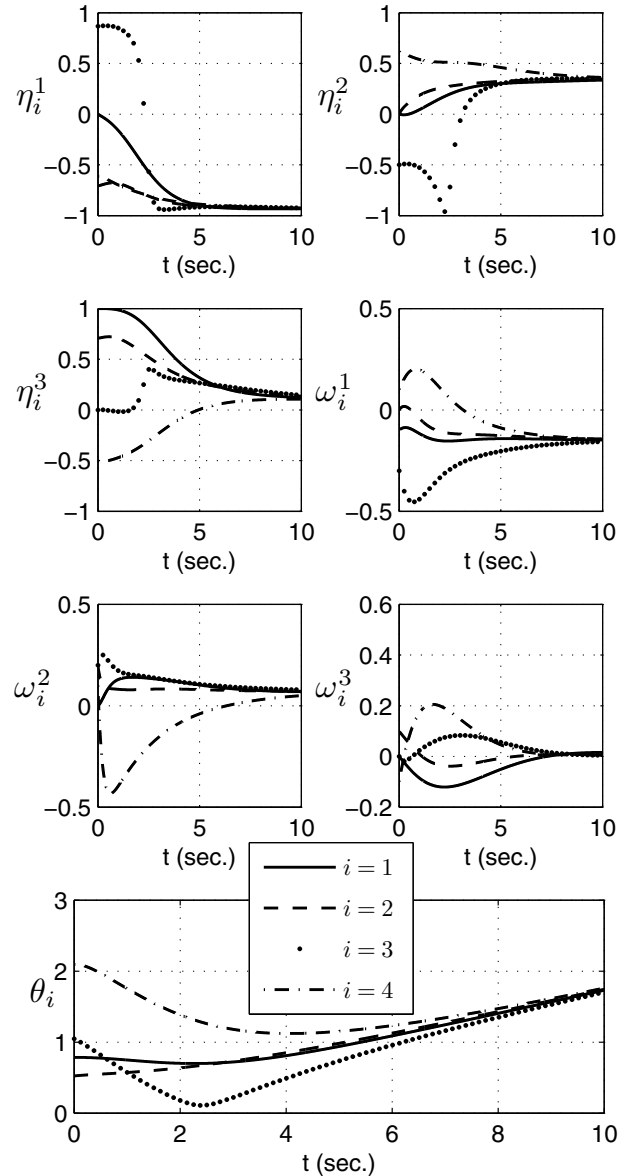 η_i^1
1
0.5
0
−0.5
−1
0 5 10
t (sec.)
η_i^2
1
0.5
0
−0.5
−1
0 5 10
t (sec.)
η_i^3
1
0.5
0
−0.5
−1
0 5 10
t (sec.)
ω_i^1
0.5
0
−0.5
0 5 10
t (sec.)
ω_i^2
0.5
0
−0.5
0 5 10
t (sec.)
ω_i^3
0.6
0.4
0.2
0
−0.2
0 5 10
t (sec.)
i = 1
i = 2
i = 3
i = 4
θ_i
3
2
1
0
0 2 4 6 8 10
t (sec.)